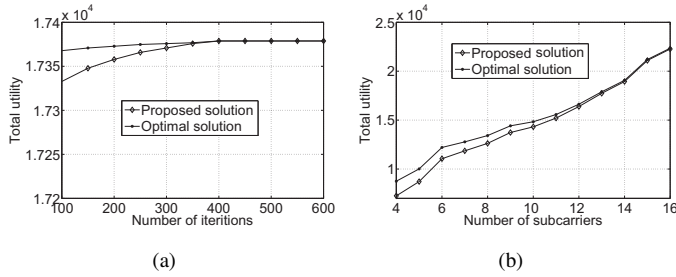 1.74 x 10^4
1.735
1.73
1.725
1.72
Total utility
100 200 300 400 500 600
Number of iteritions
Proposed solution
Optimal solution
(a)
2.5 x 10^4
2
1.5
1
Total utility
4 6 8 10 12 14 16
Number of subcarriers
Proposed solution
Optimal solution
(b)